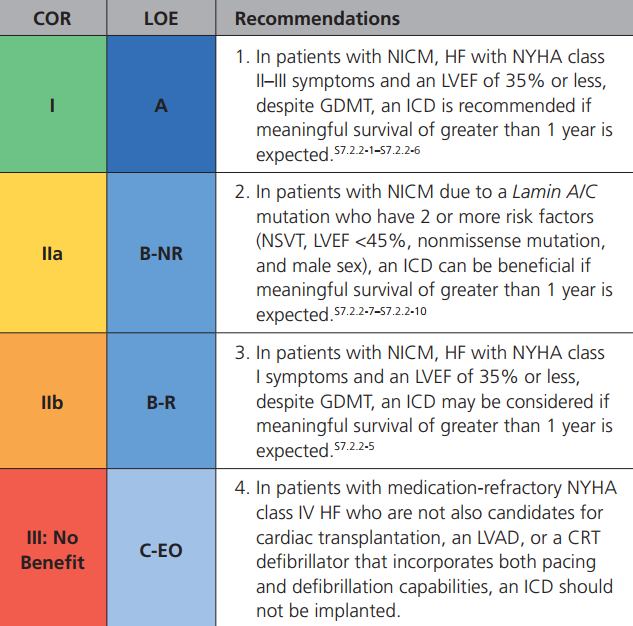 COR LOE Recommendations
I A 1. In patients with NICM, HF with NYHA class
II–III symptoms and an LVEF of 35% or less,
despite GDMT, an ICD is recommended if
meaningful survival of greater than 1 year is
expected.S7.2.2-1–S7.2.2-6
IIa B-NR 2. In patients with NICM due to a Lamin A/C
mutation who have 2 or more risk factors
(NSVT, LVEF <45%, nonmissense mutation,
and male sex), an ICD can be beneficial if
meaningful survival of greater than 1 year is
expected.S7.2.2-7–S7.2.2-10
IIb B-R 3. In patients with NICM, HF with NYHA class
I symptoms and an LVEF of 35% or less,
despite GDMT, an ICD may be considered if
meaningful survival of greater than 1 year is
expected.S7.2.2-5
III: No
Benefit
C-EO
4. In patients with medication-refractory NYHA
class IV HF who are not also candidates for
cardiac transplantation, an LVAD, or a CRT
defibrillator that incorporates both pacing
and defibrillation capabilities, an ICD should
not be implanted.